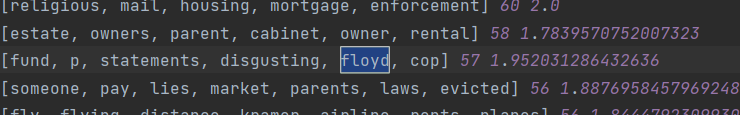 [religious, mail, housing, mortgage, enforcement] 60 2.0
[estate, owners, parent, cabinet, owner, rental] 58 1.7839570752007323
[fund, p, statements, disgusting, floyd, cop] 57 1.952031286432636
[someone, pay, lies, market, parents, laws, evicted] 56 1.8876958457969248